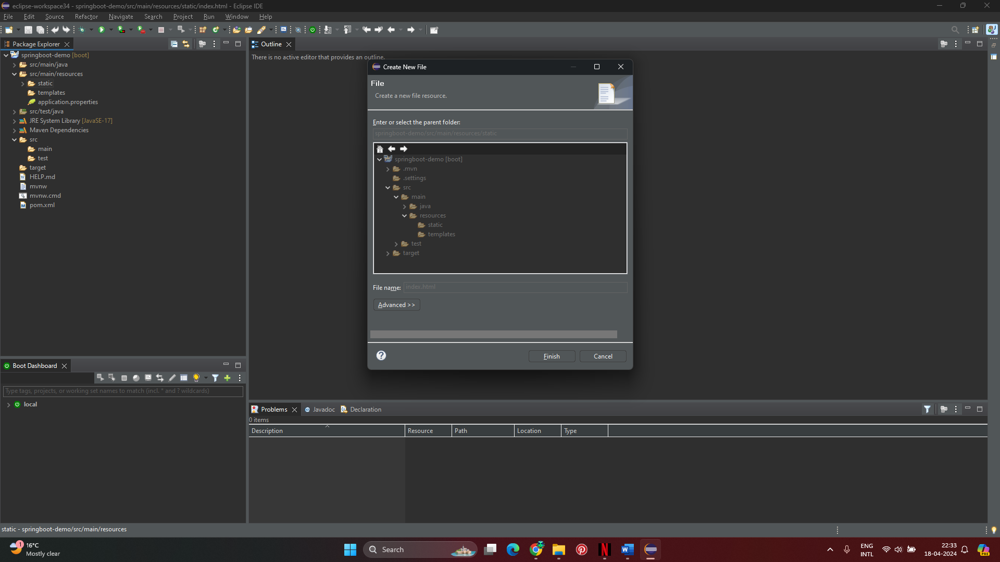 eclipse-workspace34 - springboot-demo/src/main/resources/static/index.html - Eclipse IDE
File Edit Source Refactor Navigate Search Project Run Window Help
Package Explorer
springboot-demo [boot]
src/main/java
src/main/resources
static
templates
application.properties
src/test/java
JRE System Library [JavaSE-17]
Maven Dependencies
src
main
test
target
HELP.md
mvnw
mvnw.cmd
pom.xml
Outline
There is no active editor that provides an outline.
Create New File
File
Create a new file resource.
Enter or select the parent folder:
springboot-demo/src/main/resources/static
springboot-demo [boot]
.mvn
.settings
src
main
java
resources
static
templates
test
target
File name: index.html
Advanced >>
Finish Cancel
Boot Dashboard
Type tags, projects, or working set names to match (incl. * and ? wildcards)
local
Problems Javadoc Declaration
0 items
Description Resource Path Location Type
static - springboot-demo/src/main/resources
1
16°C
Mostly clear
Search
ENG
INTL
22:33
18-04-2024
PRE